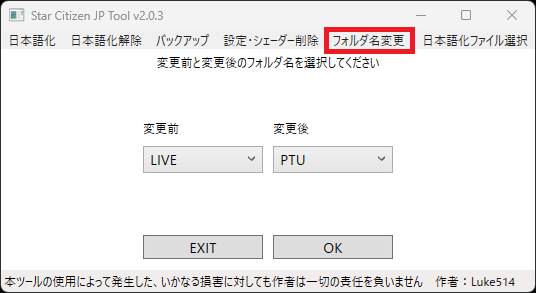 Star Citizen JP Tool v2.0.3
日本語化 日本語化解除 バックアップ 設定・シェーダー削除 フォルダ名変更 日本語化ファイル選択
変更前と変更後のフォルダ名を選択してください
変更前 変更後
LIVE PTU
EXIT OK
本ツールの使用によって発生した、いかなる損害に対しても作者は一切の責任を負いません 作者：Luke514